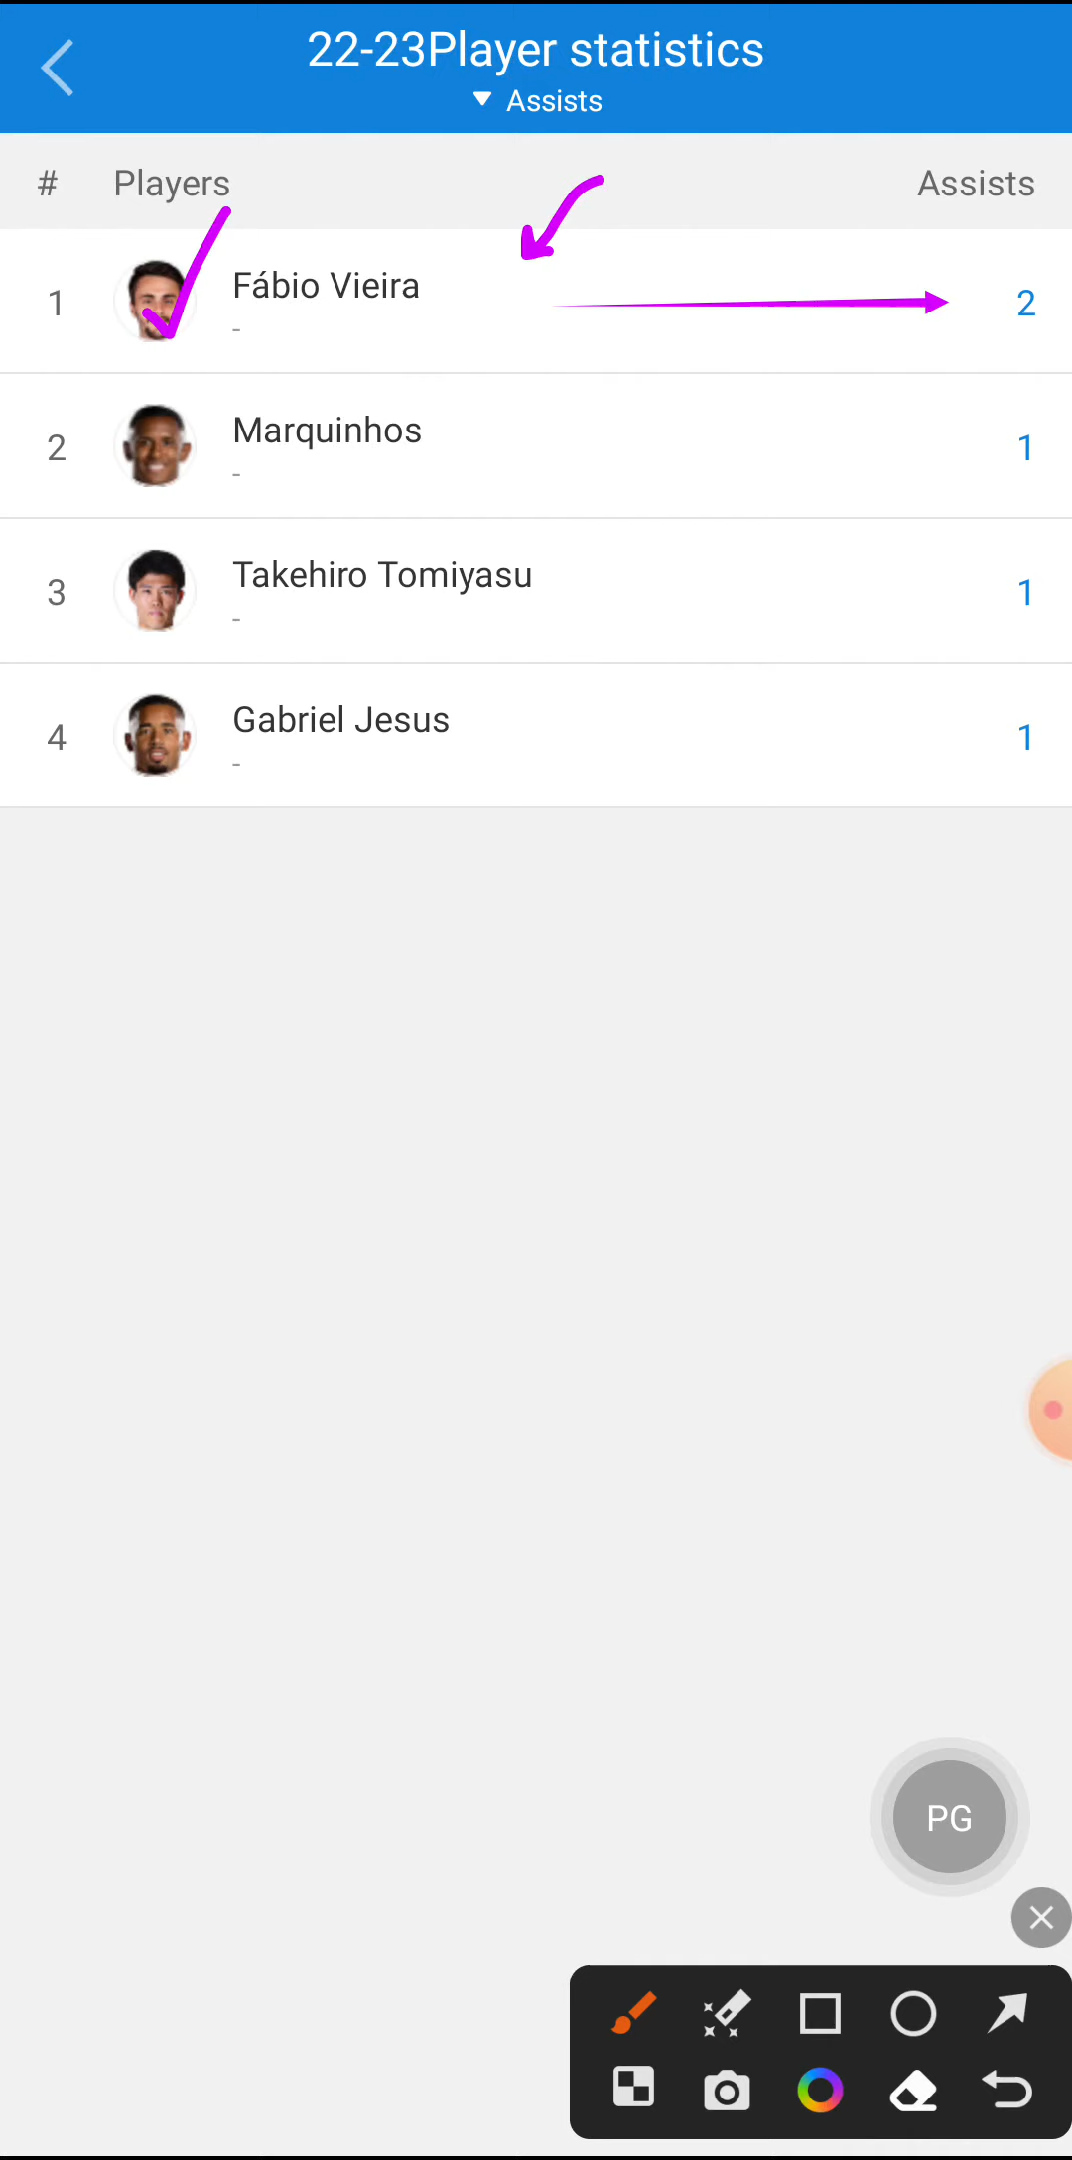 22-23Player statistics
▼ Assists
# Players Assists
1 Fábio Vieira 2
-
2 Marquinhos 1
-
3 Takehiro Tomiyasu 1
-
4 Gabriel Jesus 1
-
PG